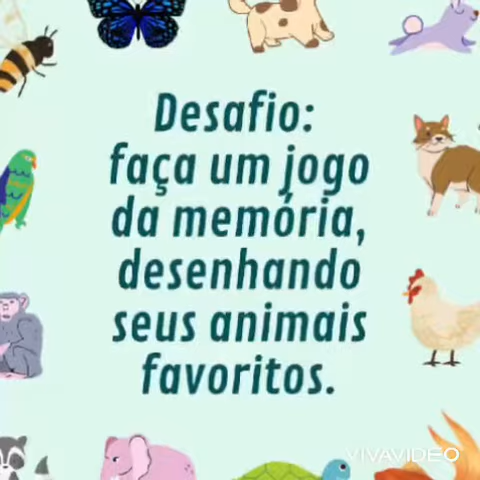 Desafio:
faça um jogo
da memória,
desenhando
seus animais
favoritos.
VIVAVIDEO